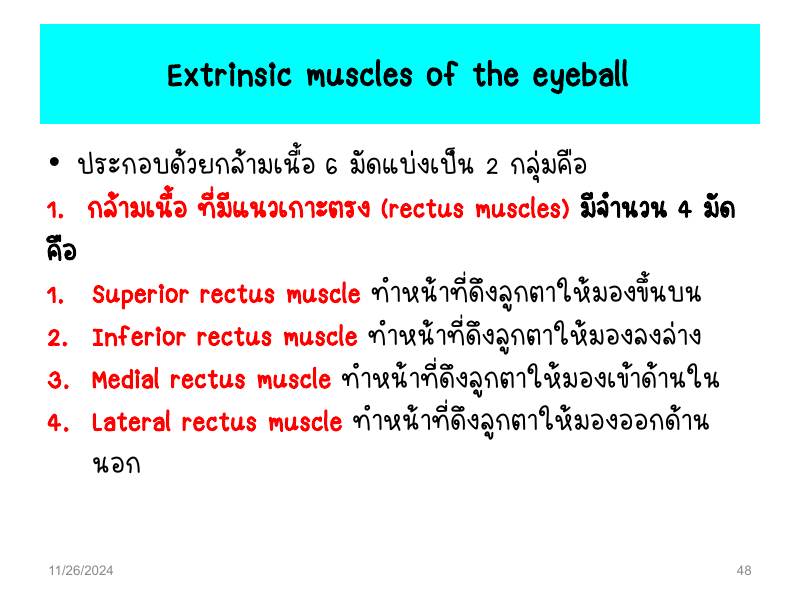 Extrinsic muscles of the eyeball
• ประกอบด้วยกล้ามเนื้อ 6 มัดแบ่งเป็น 2 กลุ่มคือ
1. กล้ามเนื้อ ที่มีแนวเกาะตรง (rectus muscles) มีจำนวน 4 มัด
คือ
1. Superior rectus muscle ทำหน้าที่ดึงลูกตาให้มองขึ้นบน
2. Inferior rectus muscle ทำหน้าที่ดึงลูกตาให้มองลงล่าง
3. Medial rectus muscle ทำหน้าที่ดึงลูกตาให้มองเข้าด้านใน
4. Lateral rectus muscle ทำหน้าที่ดึงลูกตาให้มองออกด้าน
นอก
11/26/2024 48